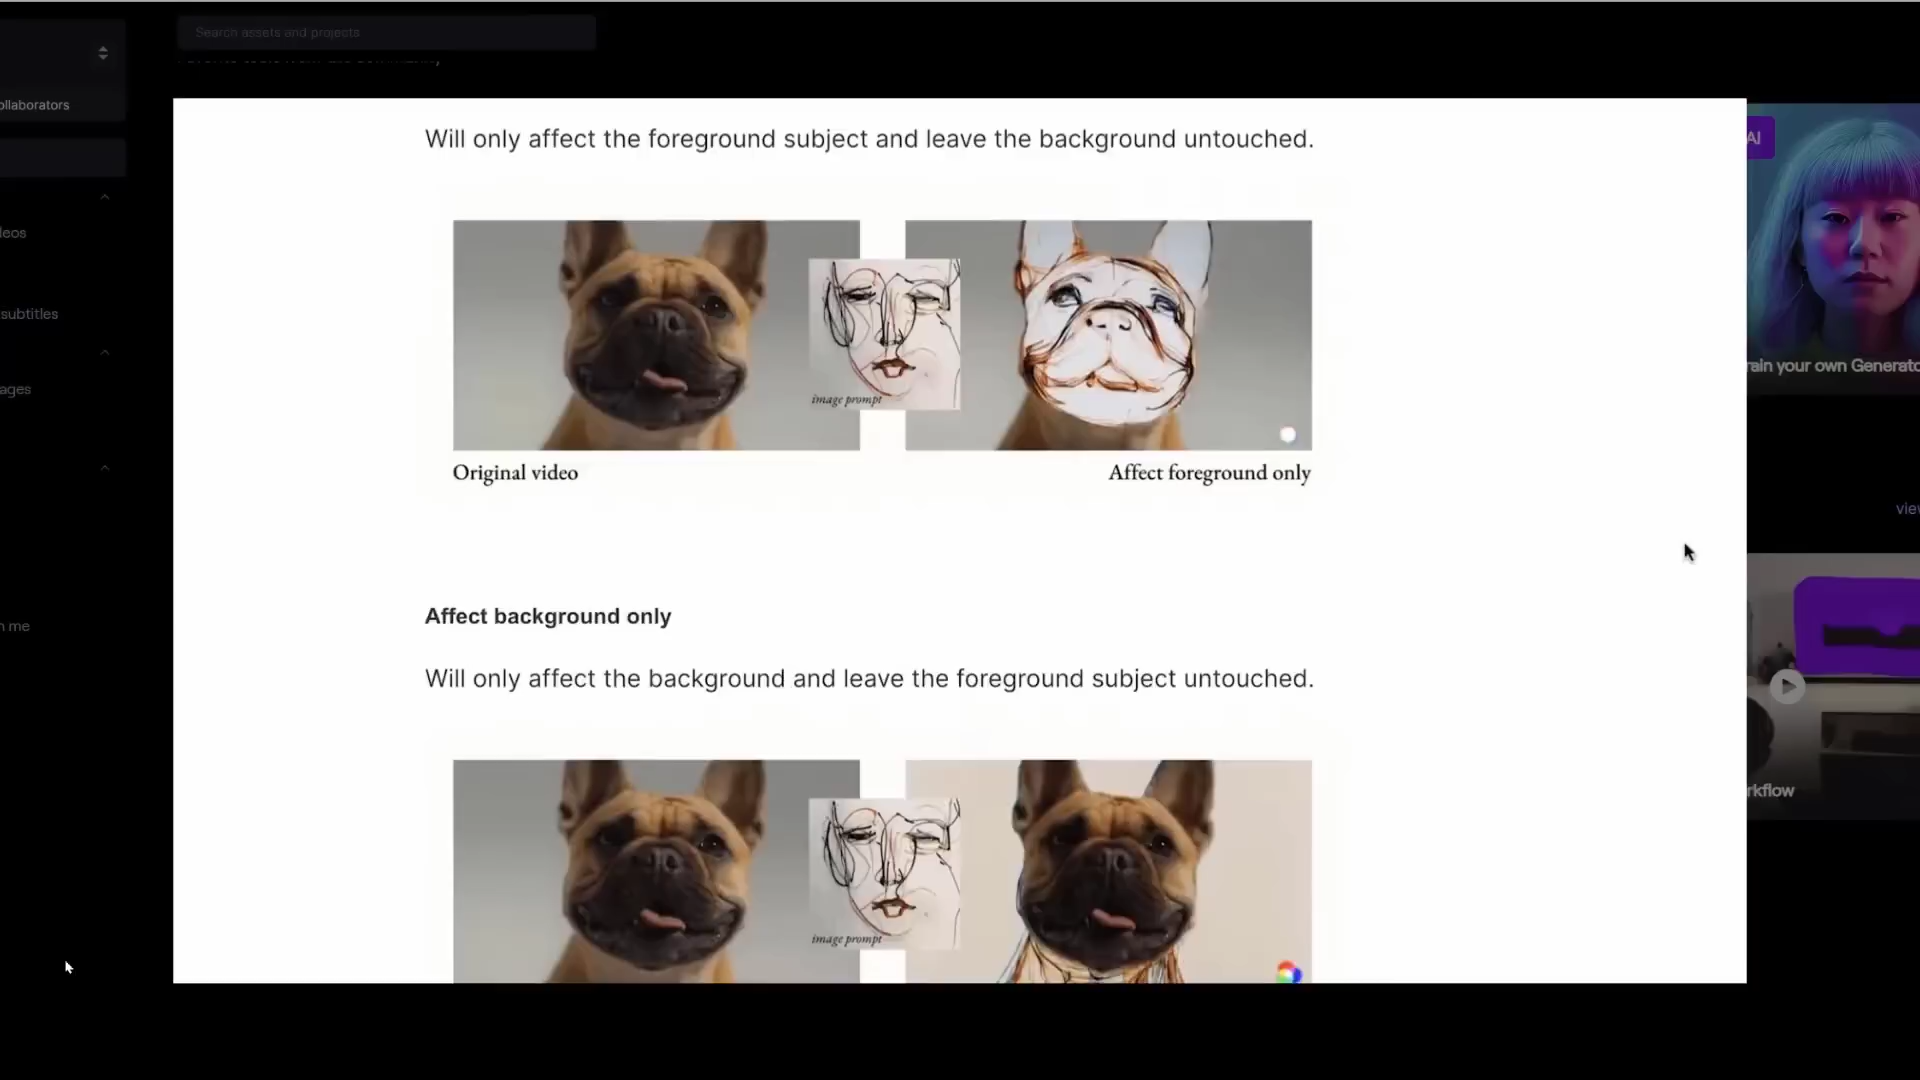 Search assets and projects
ollaborators
Will only affect the foreground subject and leave the background untouched.
AI
leos
image prompt
subtitles
rain your own Generato
ages
Original video
Affect foreground only
view
Affect background only
n me
Will only affect the background and leave the foreground subject untouched.
rkflow
image prompt